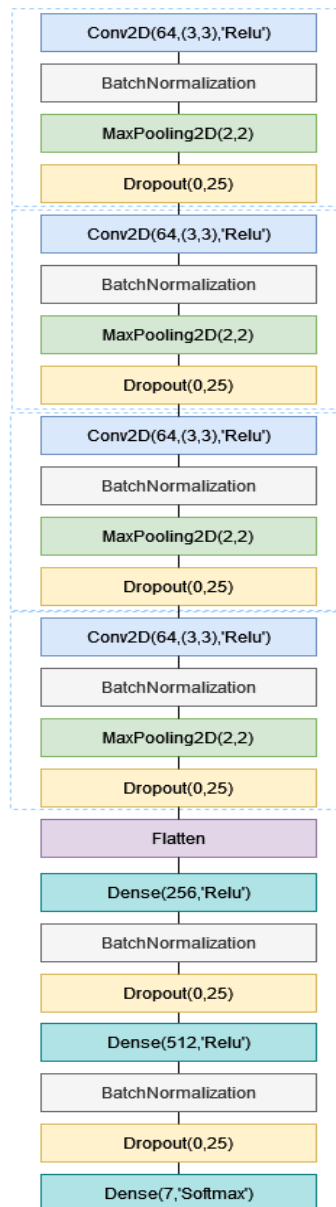 Conv2D(64,(3,3),'Relu')
BatchNormalization
MaxPooling2D(2,2)
Dropout(0,25)
Conv2D(64,(3,3),'Relu')
BatchNormalization
MaxPooling2D(2,2)
Dropout(0,25)
Conv2D(64,(3,3),'Relu')
BatchNormalization
MaxPooling2D(2,2)
Dropout(0,25)
Conv2D(64,(3,3),'Relu')
BatchNormalization
MaxPooling2D(2,2)
Dropout(0,25)
Flatten
Dense(256,'Relu')
BatchNormalization
Dropout(0,25)
Dense(512,'Relu')
BatchNormalization
Dropout(0,25)
Dense(7,'Softmax')